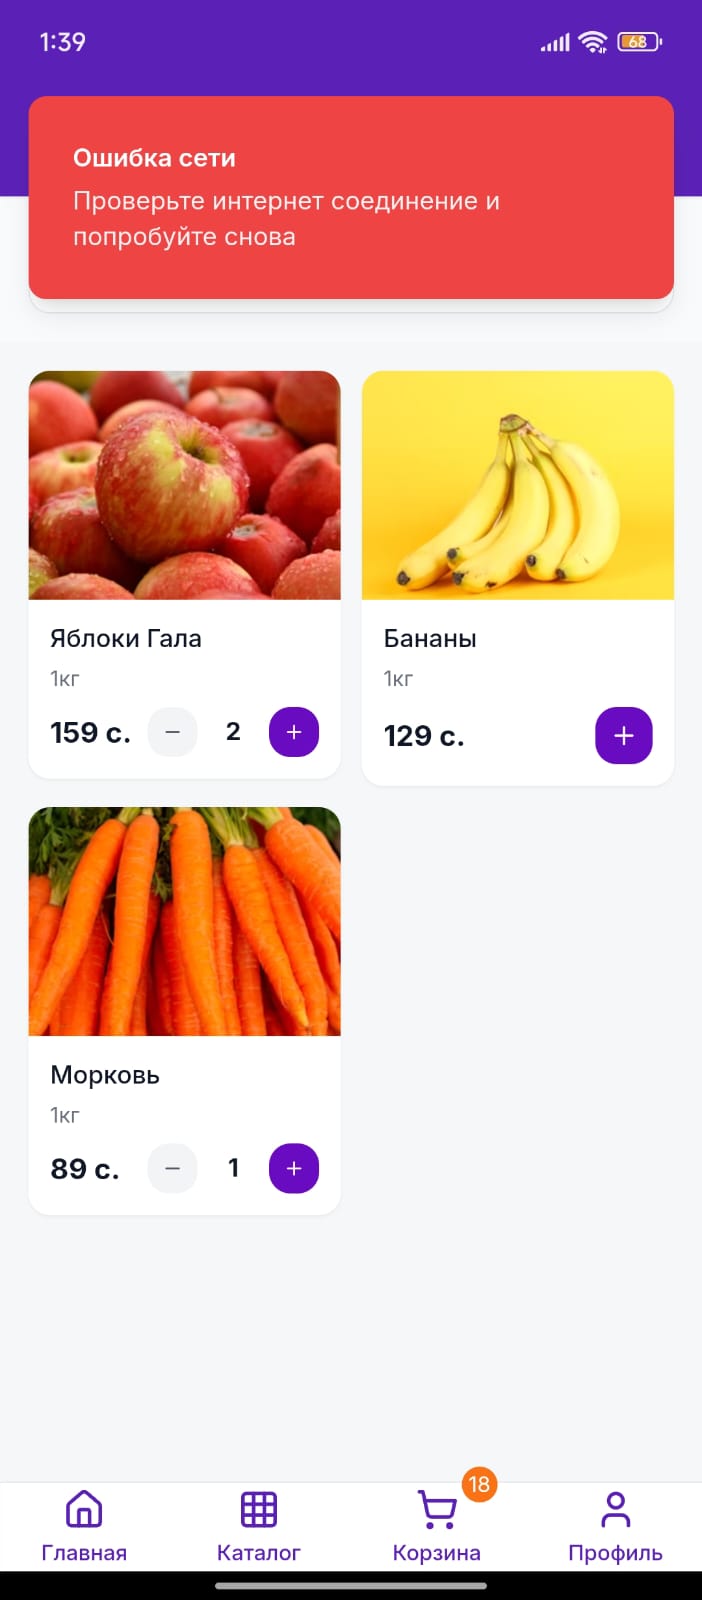 1:39
68
Ошибка сети
Проверьте интернет соединение и
попробуйте снова
Яблоки Гала
1кг
159 с. − 2 +
Бананы
1кг
129 с. +
Морковь
1кг
89 с. − 1 +
18
Главная Каталог Корзина Профиль